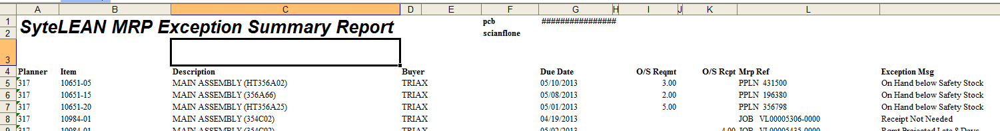 A B C D E F G H I J K L
1 SyteLEAN MRP Exception Summary Report pcb ################
2 scianflone
3
4 Planner Item Description Buyer Due Date O/S Reqmt O/S Rcpt Mrp Ref Exception Msg
5 317 10651-05 MAIN ASSEMBLY (HT356A02) TRIAX 05/10/2013 3.00 PPLN 431500 On Hand below Safety Stock
6 317 10651-15 MAIN ASSEMBLY (356A66) TRIAX 05/08/2013 2.00 PPLN 196380 On Hand below Safety Stock
7 317 10651-20 MAIN ASSEMBLY (HT356A25) TRIAX 05/01/2013 5.00 PPLN 356798 On Hand below Safety Stock
8 317 10984-01 MAIN ASSEMBLY (354C02) TRIAX 04/19/2013 JOB VL00005306-0000 Receipt Not Needed
9 317 10984-01 MAIN ASSEMBLY (354C02) TRIAX 05/02/2013 4.00 JOB VL00005435-0000 Rcpt Projected Late 8 Days